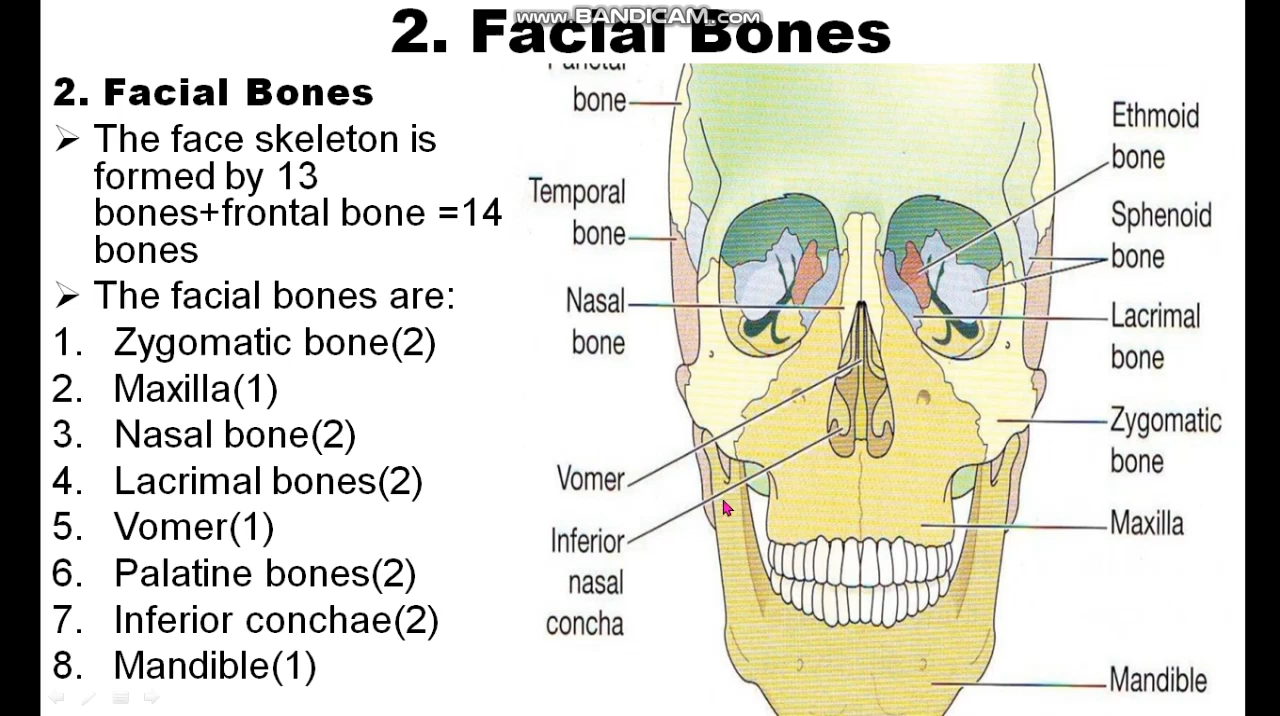 www.BANDICAM.com
2. Facial Bones
2. Facial Bones
The face skeleton is
formed by 13
bones+frontal bone =14
bones
The facial bones are:
1. Zygomatic bone(2)
2. Maxilla(1)
3. Nasal bone(2)
4. Lacrimal bones(2)
5. Vomer(1)
6. Palatine bones(2)
7. Inferior conchae(2)
8. Mandible(1)
Parietal
bone
Temporal
bone
Nasal
bone
Vomer
Inferior
nasal
concha
Ethmoid
bone
Sphenoid
bone
Lacrimal
bone
Zygomatic
bone
Maxilla
Mandible